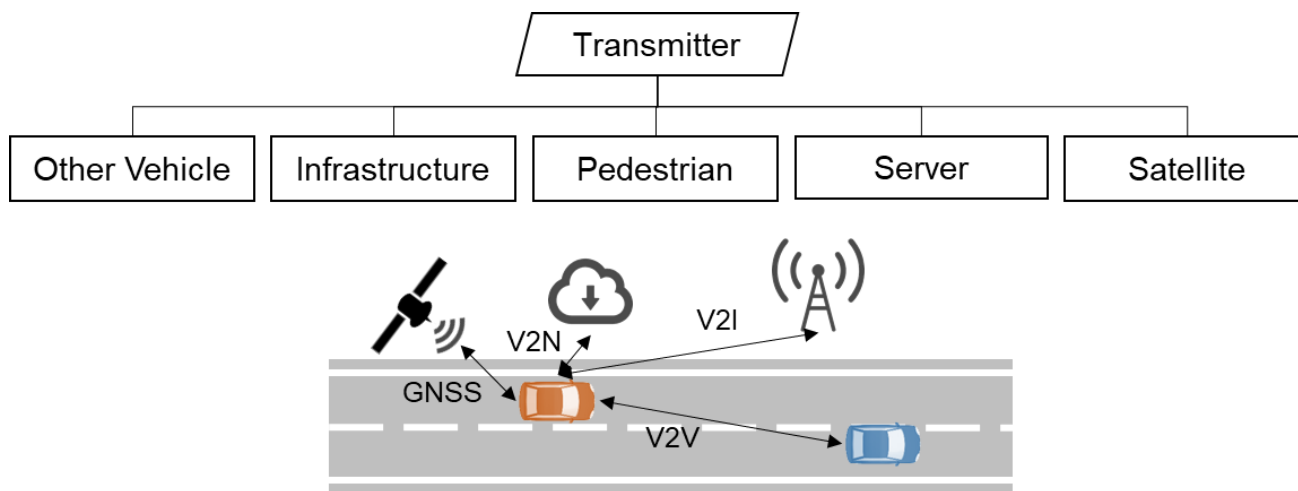 Transmitter
Other Vehicle
Infrastructure
Pedestrian
Server
Satellite
V2N
V2I
GNSS
V2V